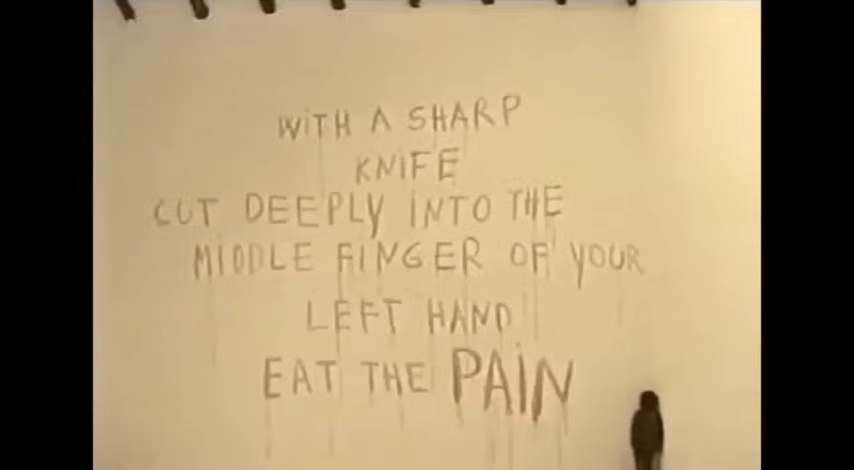 WiTH A SHARP
KNiFE
CUT DEEPLY iNTO THE
MIDDLE FiNGER OF YOUR
LEFT HAND
EAT THE PAiN